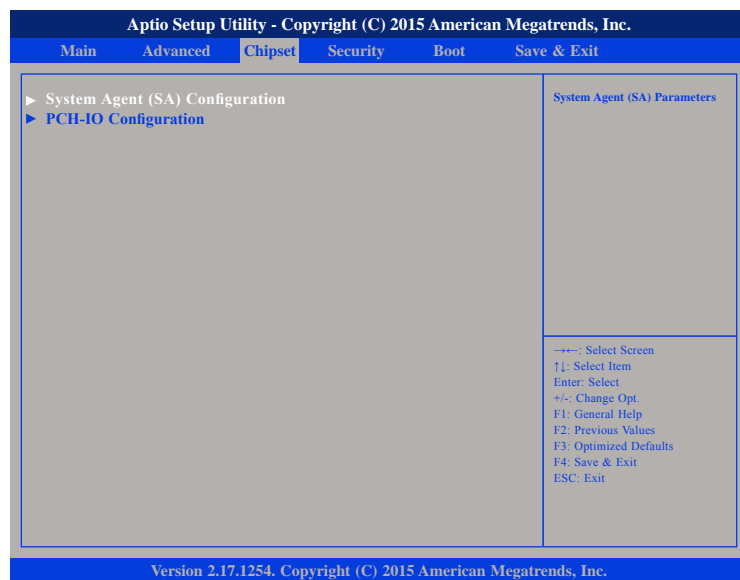 Aptio Setup Utility - Copyright (C) 2015 American Megatrends, Inc.
Main Advanced Chipset Security Boot Save & Exit
► System Agent (SA) Configuration
► PCH-IO Configuration
System Agent (SA) Parameters
→←: Select Screen
↑↓: Select Item
Enter: Select
+/-: Change Opt.
F1: General Help
F2: Previous Values
F3: Optimized Defaults
F4: Save & Exit
ESC: Exit
Version 2.17.1254. Copyright (C) 2015 American Megatrends, Inc.